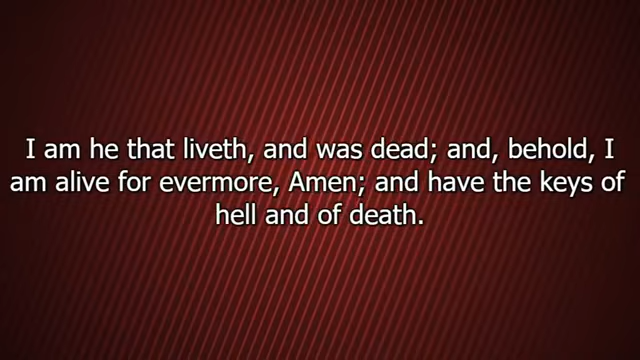 I am he that liveth, and was dead; and, behold, I
am alive for evermore, Amen; and have the keys of
hell and of death.